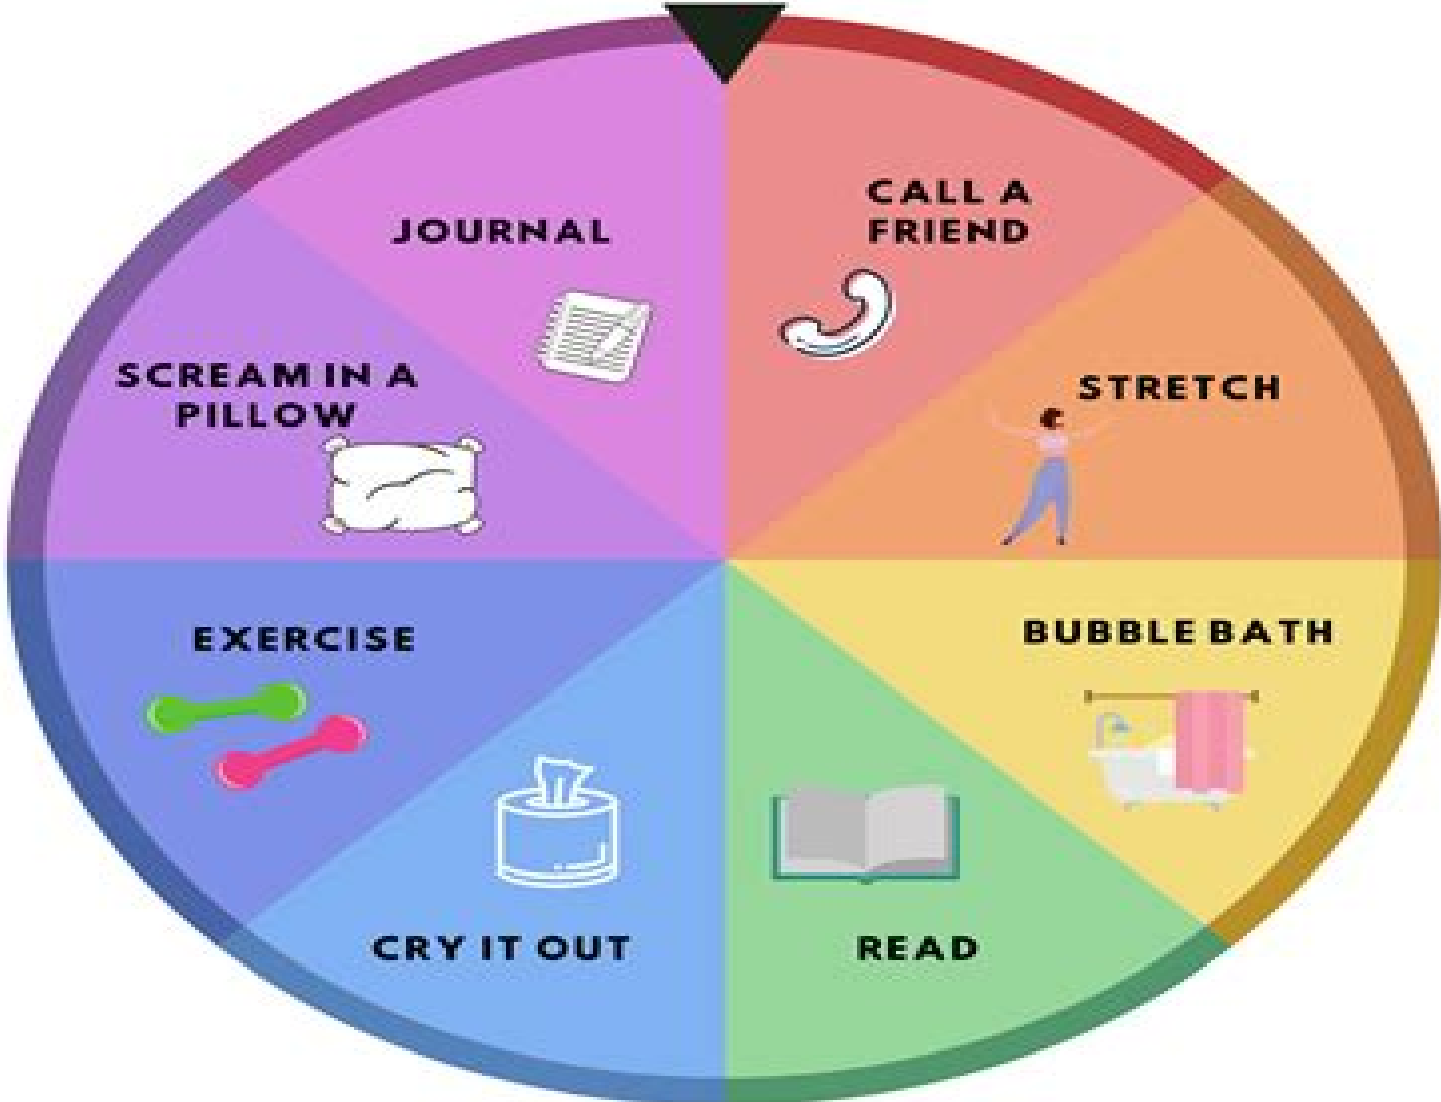 CALL A
FRIEND
STRETCH
BUBBLE BATH
READ
CRY IT OUT
EXERCISE
SCREAM IN A
PILLOW
JOURNAL